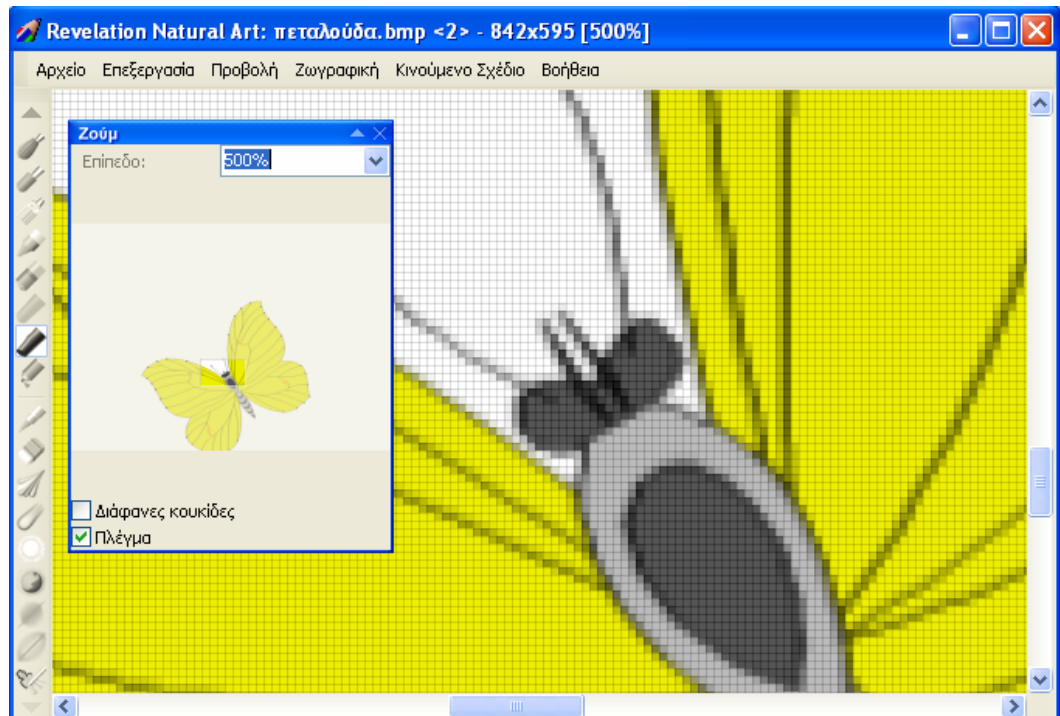 Revelation Natural Art: πεταλούδα.bmp <2> - 842x595 [500%]
Αρχείο Επεξεργασία Προβολή Ζωγραφική Κινούμενο Σχέδιο Βοήθεια
Ζούμ
Επίπεδο: 500%
Διάφανες κουκίδες
Πλέγμα